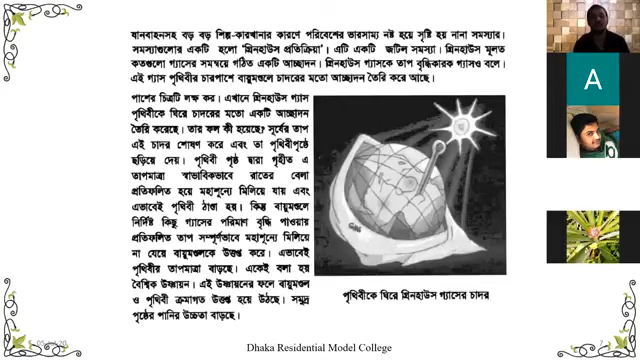 যানবাহনসহ বড় বড় শিল্প-কারখানার কারণে পরিবেশের ভারসাম্য নষ্ট হয়ে সৃষ্টি হয় নানা সমস্যার।
সমস্যাগুলোর একটি হলো ‘গ্রিনহাউস প্রতিক্রিয়া’। এটি একটি জটিল সমস্যা। গ্রিনহাউস মূলত
কতগুলো গ্যাসের সমন্বয়ে গঠিত একটি আচ্ছাদন। গ্রিনহাউস গ্যাসকে তাপ বৃদ্ধিকারক গ্যাসও বলে।
এই গ্যাস পৃথিবীর চারপাশে বায়ুমণ্ডলে চাদরের মতো আচ্ছাদন তৈরি করে আছে।
পাশের চিত্রটি লক্ষ কর। এখানে গ্রিনহাউস গ্যাস
পৃথিবীকে ঘিরে চাদরের মতো একটি আচ্ছাদন
তৈরি করেছে। তার ফল কী হয়েছে? সূর্যের তাপ
এই চাদর শোষণ করে এবং তা পৃথিবীপৃষ্ঠে
ছড়িয়ে দেয়। পৃথিবী পৃষ্ঠ দ্বারা গৃহীত এ
তাপমাত্রা স্বাভাবিকভাবে রাতের বেলা
প্রতিফলিত হয়ে মহাশূন্যে মিলিয়ে যায় এবং
এভাবেই পৃথিবী ঠাণ্ডা হয়। কিন্তু বায়ুমণ্ডলে
নির্দিষ্ট কিছু গ্যাসের পরিমাণ বৃদ্ধি পাওয়ায়
প্রতিফলিত তাপ সম্পূর্ণভাবে মহাশূন্যে মিলিয়ে
না যেয়ে বায়ুমণ্ডলকে উত্তপ্ত করে। এভাবেই
পৃথিবীর তাপমাত্রা বাড়ছে। একেই বলা হয়
বৈশ্বিক উষ্ণায়ন। এই উষ্ণায়নের ফলে বায়ুমণ্ডল
ও পৃথিবী ক্রমাগত উত্তপ্ত হয়ে উঠছে। সমুদ্র
পৃষ্ঠের পানির উচ্চতা বাড়ছে।
পৃথিবীকে ঘিরে গ্রিনহাউস গ্যাসের চাদর
Dhaka Residential Model College
7
A